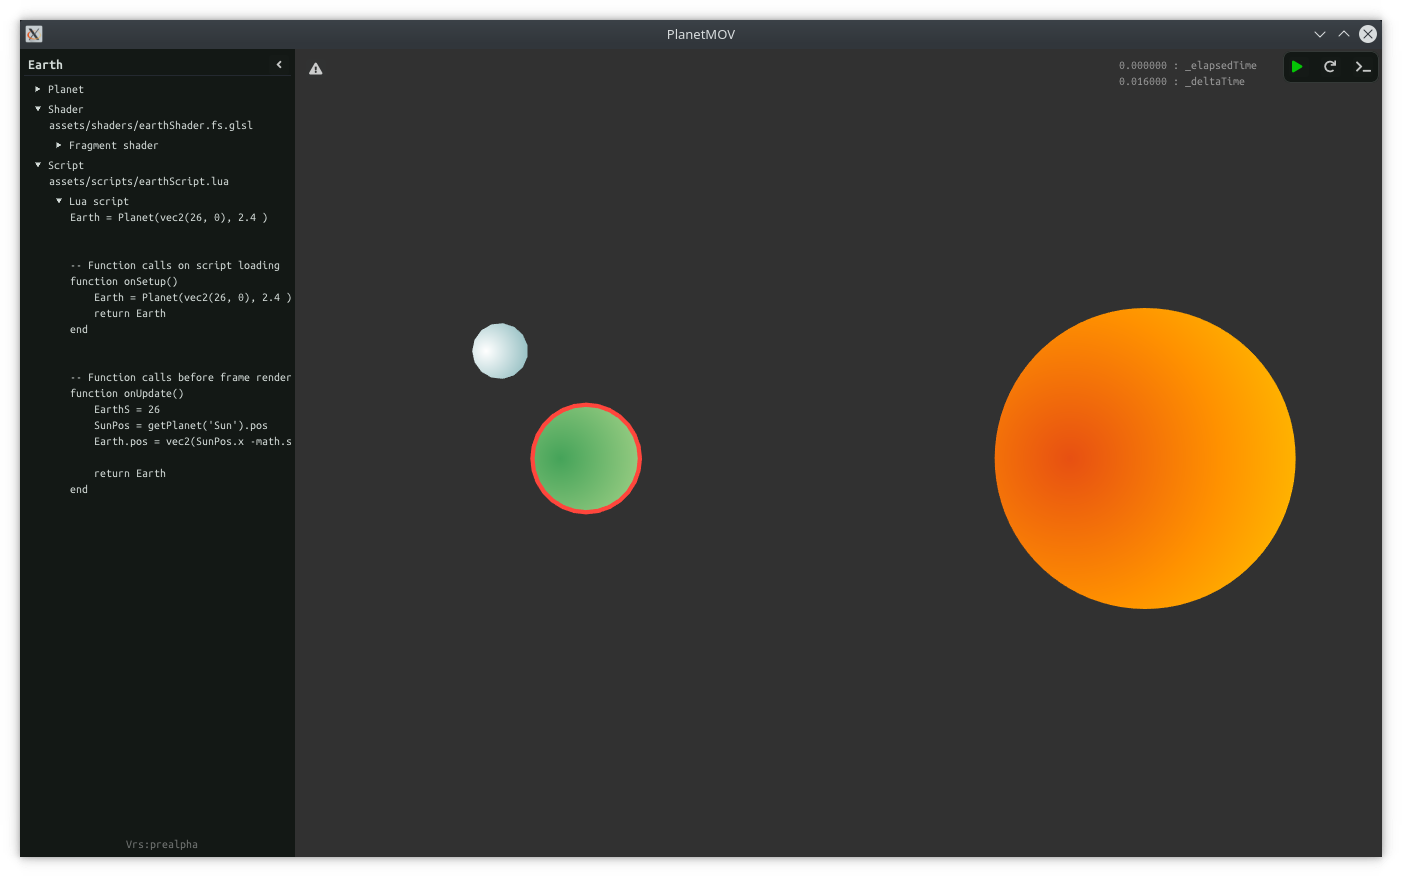 PlanetMOV
Earth
Planet
Shader
assets/shaders/earthShader.fs.glsl
Fragment shader
Script
assets/scripts/earthScript.lua
Lua script
Earth = Planet(vec2(26, 0), 2.4 )
-- Function calls on script loading
function onSetup()
Earth = Planet(vec2(26, 0), 2.4 )
return Earth
end
-- Function calls before frame render
function onUpdate()
EarthS = 26
SunPos = getPlanet('Sun').pos
Earth.pos = vec2(SunPos.x -math.s
return Earth
end
Vrs:prealpha
0.000000 : _elapsedTime
0.016000 : _deltaTime